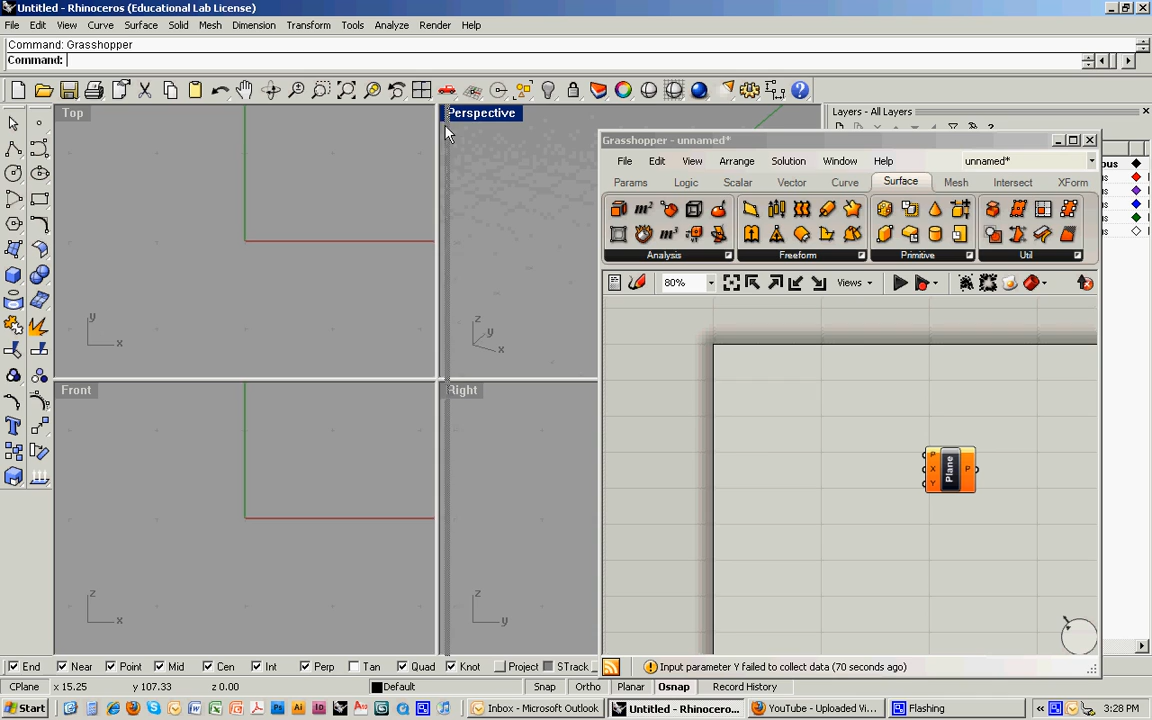 Untitled - Rhinoceros (Educational Lab License)
File Edit View Curve Surface Solid Mesh Dimension Transform Tools Analyze Render Help
Command: Grasshopper
Command:
Top
Perspective
Layers - All Layers
Grasshopper - unnamed*
File Edit View Arrange Solution Window Help unnamed*
Params Logic Scalar Vector Curve Surface Mesh Intersect XForm
m²
m³
Analysis Freeform Primitive Util
80% Views
P
X Plane P
Y
z
y
x
y
x
Front
Right
z
x
z
y
Input parameter Y failed to collect data (70 seconds ago)
End Near Point Mid Cen Int Perp Tan Quad Knot Project STrack
CPlane x 15.25 y 107.33 z 0.00 Default Snap Ortho Planar Osnap Record History
Start Inbox - Microsoft Outlook Untitled - Rhinocero... YouTube - Uploaded Vi... Flashing 3:28 PM